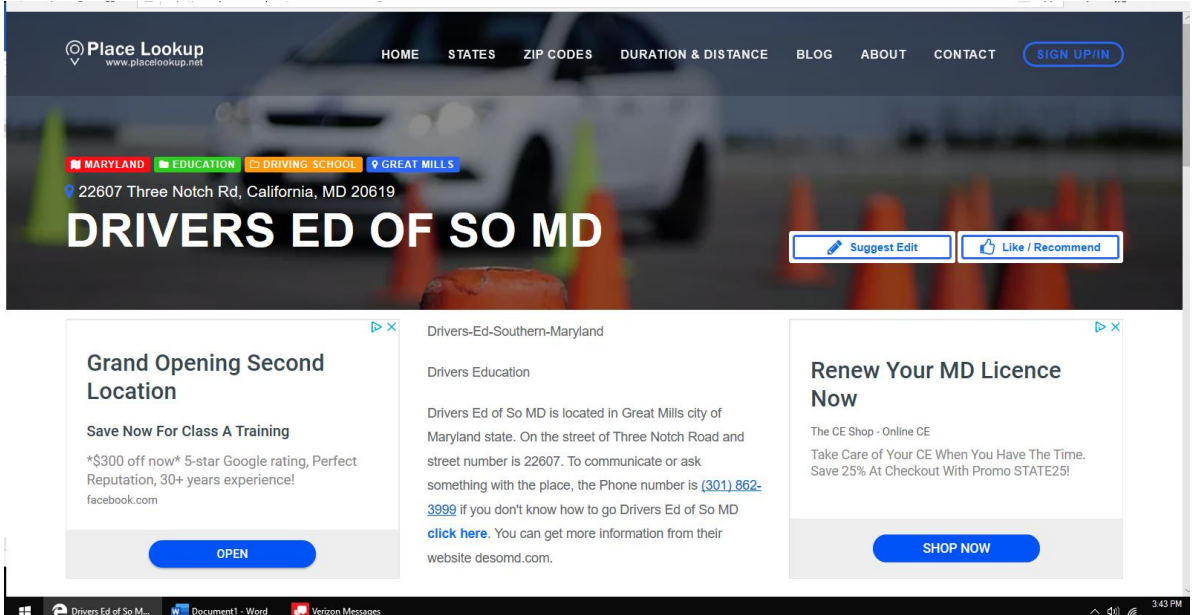 Place Lookup
www.placelookup.net
HOME STATES ZIP CODES DURATION & DISTANCE BLOG ABOUT CONTACT SIGN UP/IN
MARYLAND EDUCATION DRIVING SCHOOL GREAT MILLS
22607 Three Notch Rd, California, MD 20619
DRIVERS ED OF SO MD
Suggest Edit Like / Recommend
Grand Opening Second
Location
Save Now For Class A Training
*$300 off now* 5-star Google rating, Perfect
Reputation, 30+ years experience!
facebook.com
OPEN
Drivers-Ed-Southern-Maryland
Drivers Education
Drivers Ed of So MD is located in Great Mills city of
Maryland state. On the street of Three Notch Road and
street number is 22607. To communicate or ask
something with the place, the Phone number is (301) 862-
3999 if you don't know how to go Drivers Ed of So MD
click here. You can get more information from their
website desomd.com.
Renew Your MD Licence
Now
The CE Shop - Online CE
Take Care of Your CE When You Have The Time.
Save 25% At Checkout With Promo STATE25!
SHOP NOW
Drivers Ed of So M... Document1 - Word Verizon Messages 3:43 PM